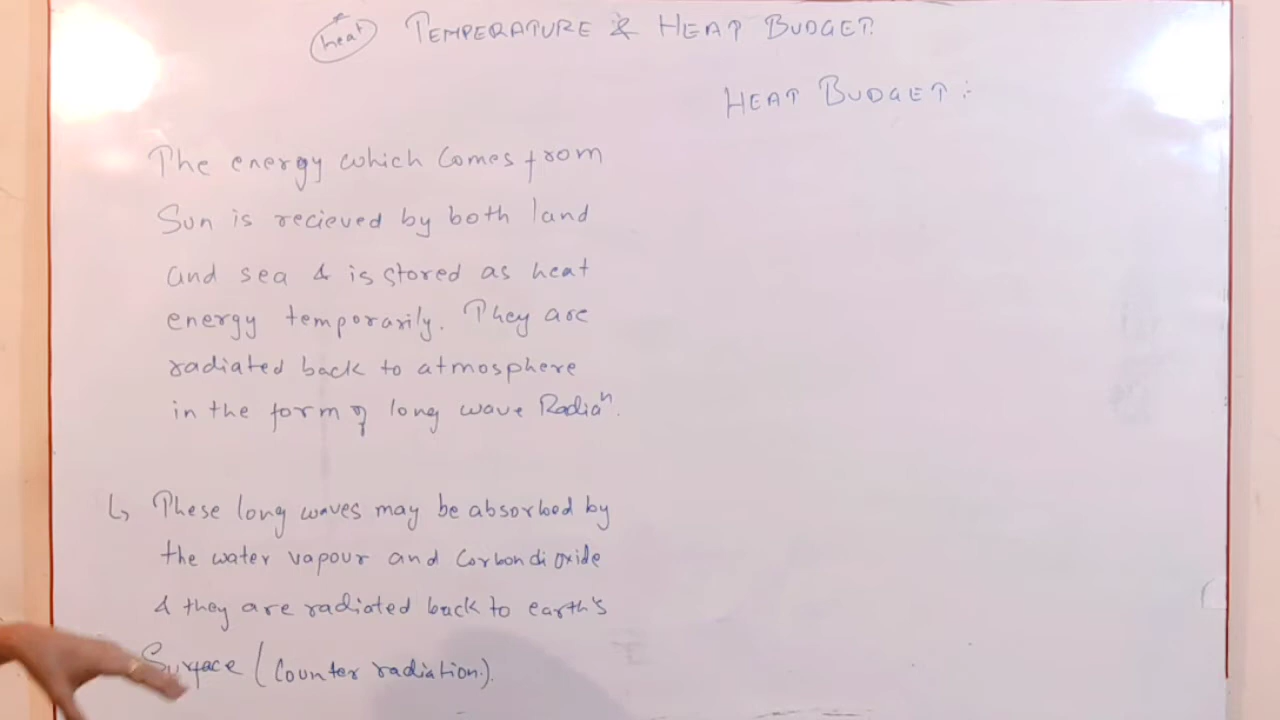 heat TEMPERATURE & HEAT BUDGET.
HEAT BUDGET :-
The energy which Comes from
Sun is recieved by both land
and sea & is stored as heat
energy temporarily. They are
radiated back to atmosphere
in the form of long wave Radiaⁿ.
↳ These long waves may be absorbed by
the water vapour and Carbondioxide
& they are radiated back to earth's
Surface (Counter radiation).